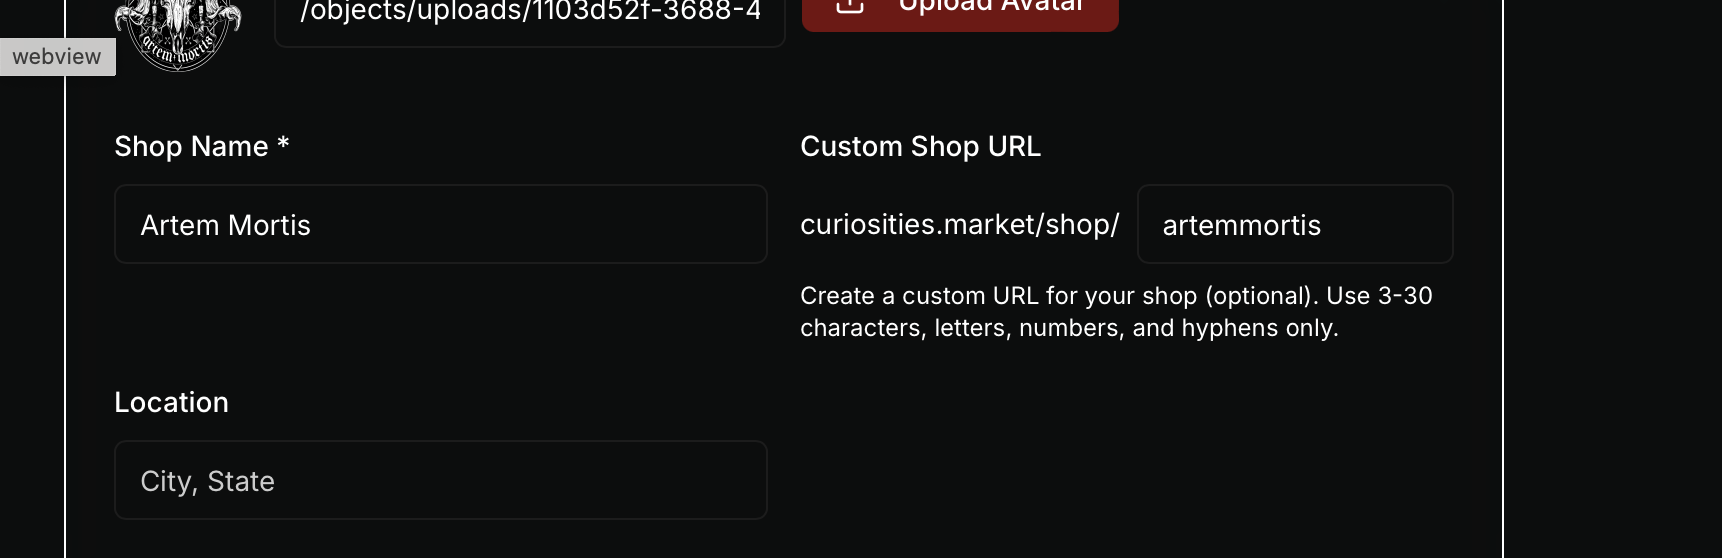 /objects/uploads/1103d52f-3688-4
Upload Avatar
artem mortis
webview
Shop Name *
Custom Shop URL
Artem Mortis
curiosities.market/shop/
artemmortis
Create a custom URL for your shop (optional). Use 3-30
characters, letters, numbers, and hyphens only.
Location
City, State